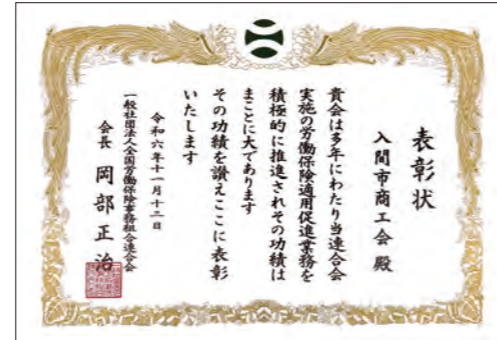 表彰状
入間市商工会 殿
貴会は多年にわたり当連合会
実施の労働保険適用促進業務を
積極的に推進されその功績は
まことに大であります
その功績を讃えここに表彰
いたします
令和六年十一月十三日
一般社団法人全国労働保険事務組合連合会
会長 岡部正治